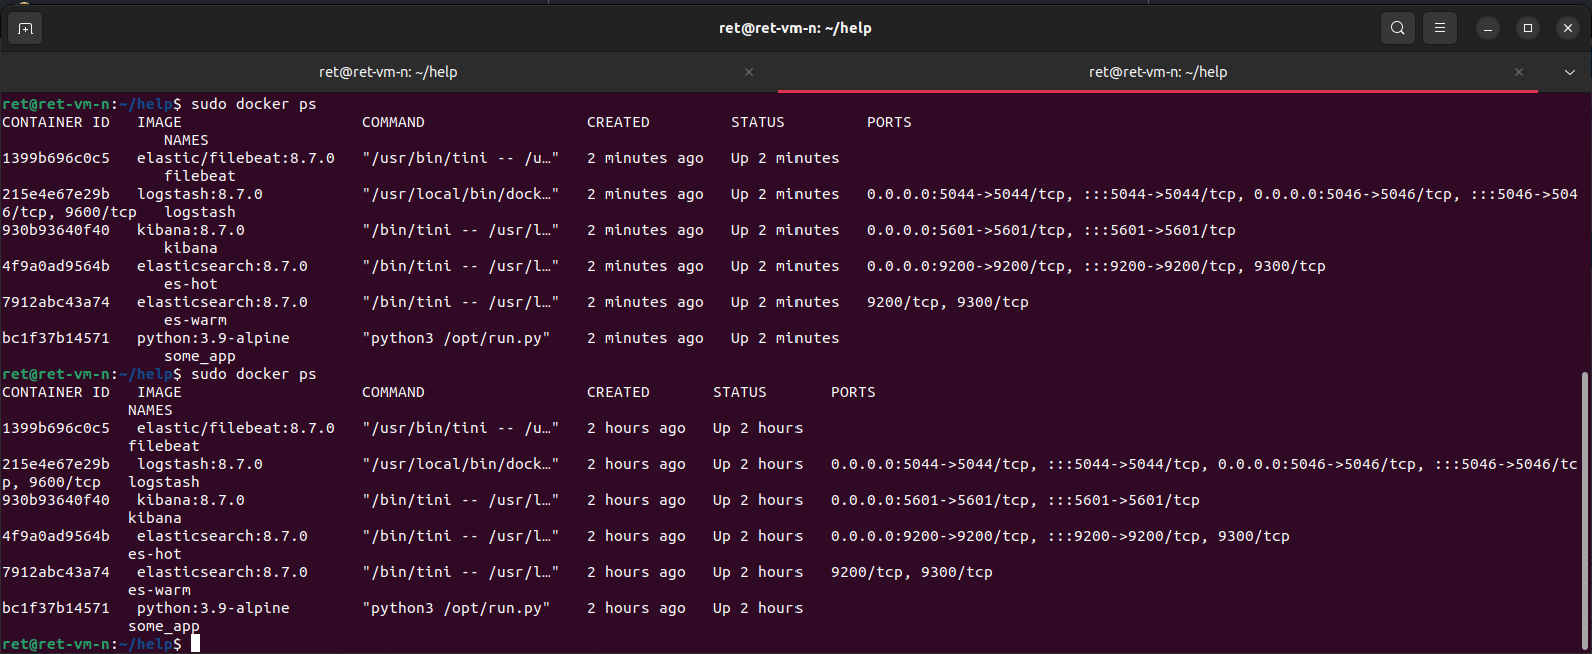 ret@ret-vm-n: ~/help
ret@ret-vm-n: ~/help
ret@ret-vm-n: ~/help
ret@ret-vm-n:~/help$ sudo docker ps
CONTAINER ID   IMAGE                    COMMAND                  CREATED         STATUS         PORTS
                  NAMES
1399b696c0c5   elastic/filebeat:8.7.0   "/usr/bin/tini -- /u…"   2 minutes ago   Up 2 minutes
                  filebeat
215e4e67e29b   logstash:8.7.0           "/usr/local/bin/dock…"   2 minutes ago   Up 2 minutes   0.0.0.0:5044->5044/tcp, :::5044->5044/tcp, 0.0.0.0:5046->5046/tcp, :::5046->504
6/tcp, 9600/tcp   logstash
930b93640f40   kibana:8.7.0             "/bin/tini -- /usr/l…"   2 minutes ago   Up 2 minutes   0.0.0.0:5601->5601/tcp, :::5601->5601/tcp
                  kibana
4f9a0ad9564b   elasticsearch:8.7.0      "/bin/tini -- /usr/l…"   2 minutes ago   Up 2 minutes   0.0.0.0:9200->9200/tcp, :::9200->9200/tcp, 9300/tcp
                  es-hot
7912abc43a74   elasticsearch:8.7.0      "/bin/tini -- /usr/l…"   2 minutes ago   Up 2 minutes   9200/tcp, 9300/tcp
                  es-warm
bc1f37b14571   python:3.9-alpine        "python3 /opt/run.py"    2 minutes ago   Up 2 minutes
                  some_app
ret@ret-vm-n:~/help$ sudo docker ps
CONTAINER ID   IMAGE                    COMMAND                  CREATED       STATUS       PORTS
              NAMES
1399b696c0c5   elastic/filebeat:8.7.0   "/usr/bin/tini -- /u…"   2 hours ago   Up 2 hours
              filebeat
215e4e67e29b   logstash:8.7.0           "/usr/local/bin/dock…"   2 hours ago   Up 2 hours   0.0.0.0:5044->5044/tcp, :::5044->5044/tcp, 0.0.0.0:5046->5046/tcp, :::5046->5046/tc
p, 9600/tcp   logstash
930b93640f40   kibana:8.7.0             "/bin/tini -- /usr/l…"   2 hours ago   Up 2 hours   0.0.0.0:5601->5601/tcp, :::5601->5601/tcp
              kibana
4f9a0ad9564b   elasticsearch:8.7.0      "/bin/tini -- /usr/l…"   2 hours ago   Up 2 hours   0.0.0.0:9200->9200/tcp, :::9200->9200/tcp, 9300/tcp
              es-hot
7912abc43a74   elasticsearch:8.7.0      "/bin/tini -- /usr/l…"   2 hours ago   Up 2 hours   9200/tcp, 9300/tcp
              es-warm
bc1f37b14571   python:3.9-alpine        "python3 /opt/run.py"    2 hours ago   Up 2 hours
              some_app
ret@ret-vm-n:~/help$